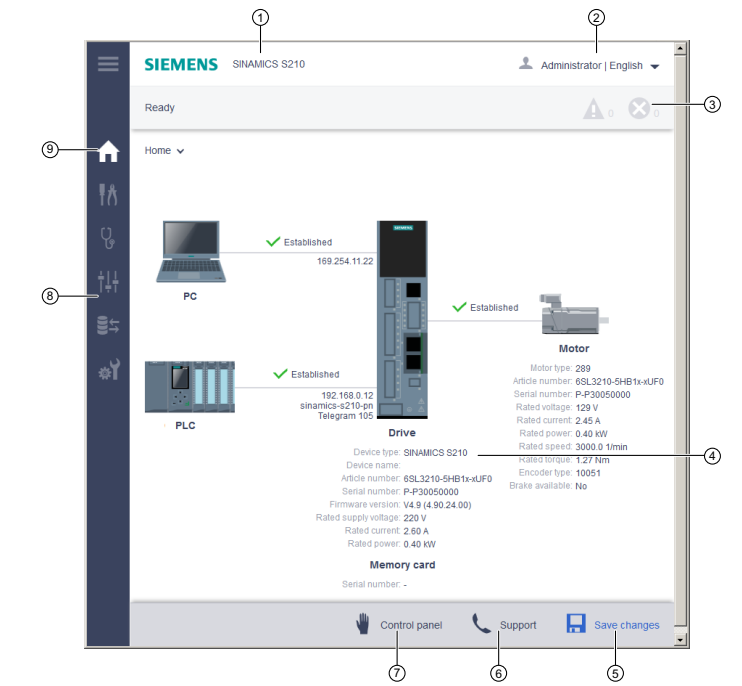 1
2
SIEMENS SINAMICS S210 Administrator | English
3
Ready 0 0
9
Home
SIEMENS
Established
169.254.11.22
PC
8
Established
Motor
Motor type: 289
Established
Article number: 6SL3210-5HB1x-xUF0
192.168.0.12
Serial number: P-P30050000
sinamics-s210-pn
Rated voltage: 129 V
Telegram 105
Rated current: 2.45 A
PLC
Drive
Rated power: 0.40 kW
Rated speed: 3000.0 1/min
Device type: SINAMICS S210
4
Rated torque: 1.27 Nm
Device name:
Encoder type: 10051
Article number: 6SL3210-5HB1x-xUF0
Brake available: No
Serial number: P-P30050000
Firmware version: V4.9 (4.90.24.00)
Rated supply voltage: 220 V
Rated current: 2.60 A
Rated power: 0.40 kW
Memory card
Serial number: -
Control panel Support Save changes
7
6
5